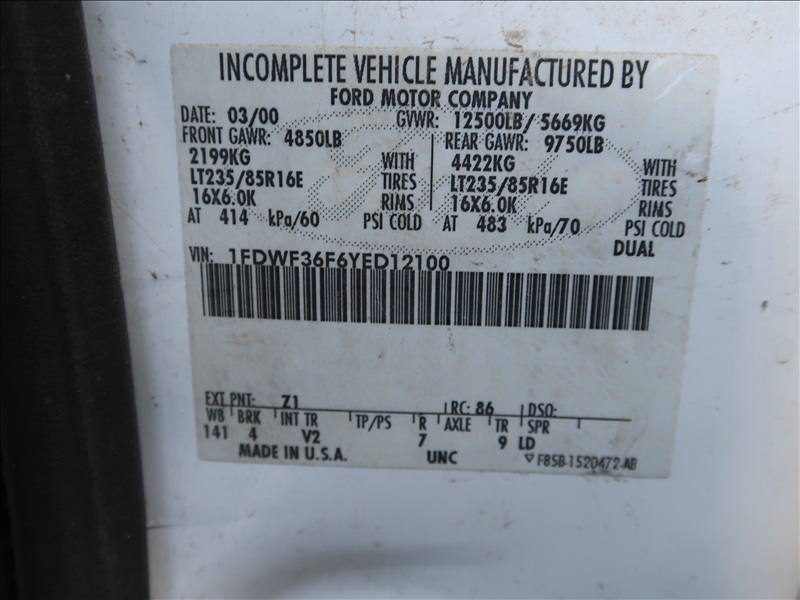 INCOMPLETE VEHICLE MANUFACTURED BY
FORD MOTOR COMPANY
DATE: 03/00 GVWR: 12500LB/ 5669KG
FRONT GAWR: 4850LB REAR GAWR: 9750LB
2199KG WITH 4422KG WITH
LT235/85R16E TIRES LT235/85R16E TIRES
16X6.0K RIMS 16X6.0K RIMS
AT 414 kPa/60 PSI COLD AT 483 kPa/70 PSI COLD
DUAL
VIN: 1FDWF36F6YED12100
EXT PNT: Z1 RC: 86 DSO:
WB BRK INT TR TP/PS R AXLE TR SPR
141 4 V2 7 9 LD
MADE IN U.S.A. UNC F85B-1520472-AB